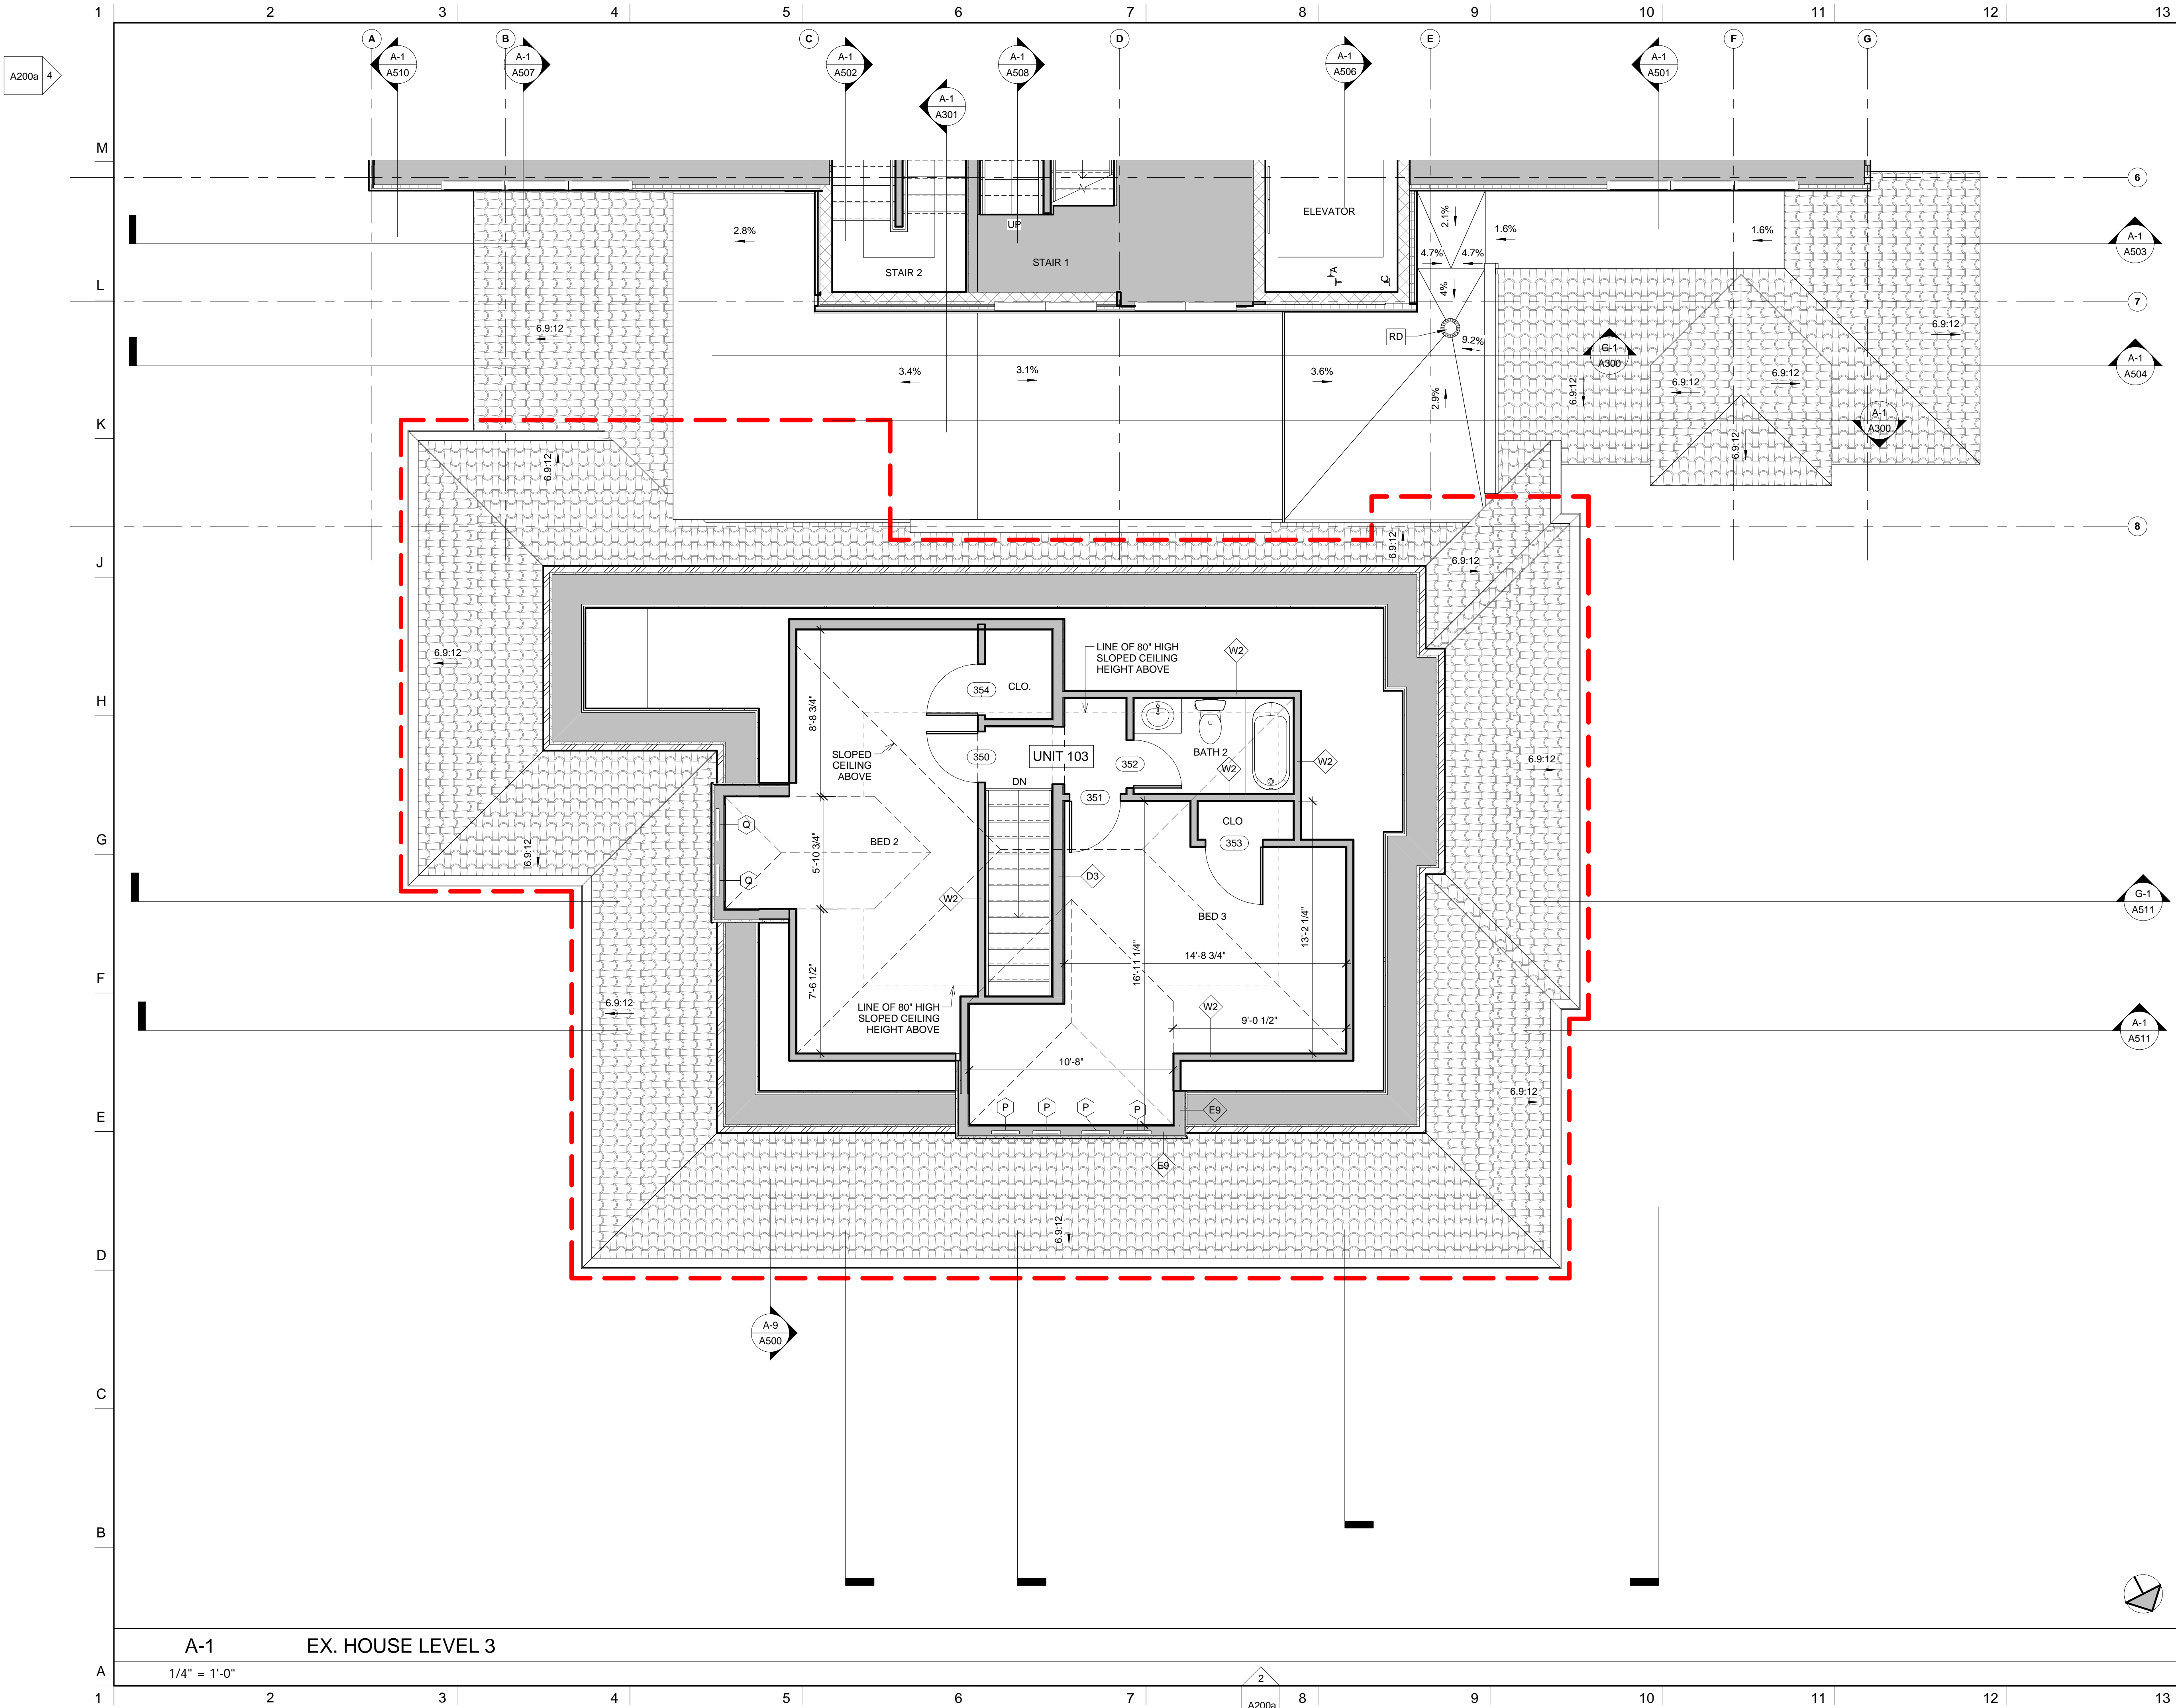 1 2 3 4 5 6 7 8 9 10 11 12 13
A B C D E F G
A200a 4
A-1
A510
A-1
A507
A-1
A502
A-1
A508
A-1
A506
A-1
A501
A-1
A301
M
6
ELEVATOR
UP
2.8%
STAIR 2
STAIR 1
2.1%
1.6%
1.6%
4.7%
4.7%
A-1
A503
L
4%
7
6.9:12
RD
9.2%
6.9:12
G-1
A300
A-1
A504
3.4%
3.1%
3.6%
2.9%
6.9:12
6.9:12
6.9:12
K
A-1
A300
6.9:12
6.9:12
8
J
6.9:12
6.9:12
H
6.9:12
LINE OF 80" HIGH
SLOPED CEILING
HEIGHT ABOVE
W2
354
CLO.
8'-8 3/4"
SLOPED
CEILING
ABOVE
350
UNIT 103
352
BATH 2
W2
W2
6.9:12
DN
351
G
Q
BED 2
5'-10 3/4"
CLO
353
6.9:12
Q
D3
W2
BED 3
13'-2 1/4"
G-1
A511
F
7'-6 1/2"
16'-11 1/4"
14'-8 3/4"
6.9:12
LINE OF 80" HIGH
SLOPED CEILING
HEIGHT ABOVE
W2
9'-0 1/2"
A-1
A511
10'-8"
6.9:12
E
P P P P
E9
E9
D
6.9:12
A-9
A500
C
B
A-1
EX. HOUSE LEVEL 3
A
1/4" = 1'-0"
2
A200a
1 2 3 4 5 6 7 8 9 10 11 12 13